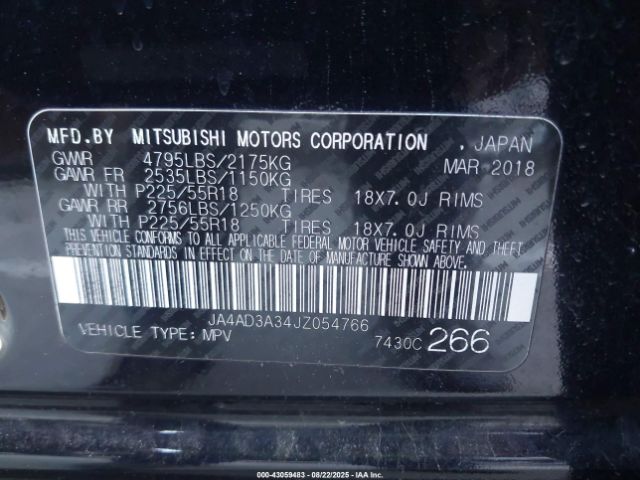 MFD.BY MITSUBISHI MOTORS CORPORATION , JAPAN
GVWR 4795LBS/2175KG MAR 2018
GAWR FR 2535LBS/1150KG
WITH P225/55R18 TIRES 18X7.0J RIMS
GAWR RR 2756LBS/1250KG
WITH P225/55R18 TIRES 18X7.0J RIMS
THIS VEHICLE CONFORMS TO ALL APPLICABLE FEDERAL MOTOR VEHICLE SAFETY AND THEFT
PREVENTION STANDARDS IN EFFECT ON THE DATE OF MANUFACTURE SHOWN ABOVE.
JA4AD3A34JZ054766
VEHICLE TYPE: MPV 7430C 266
000-43059483 - 08/22/2025 - IAAI.COM